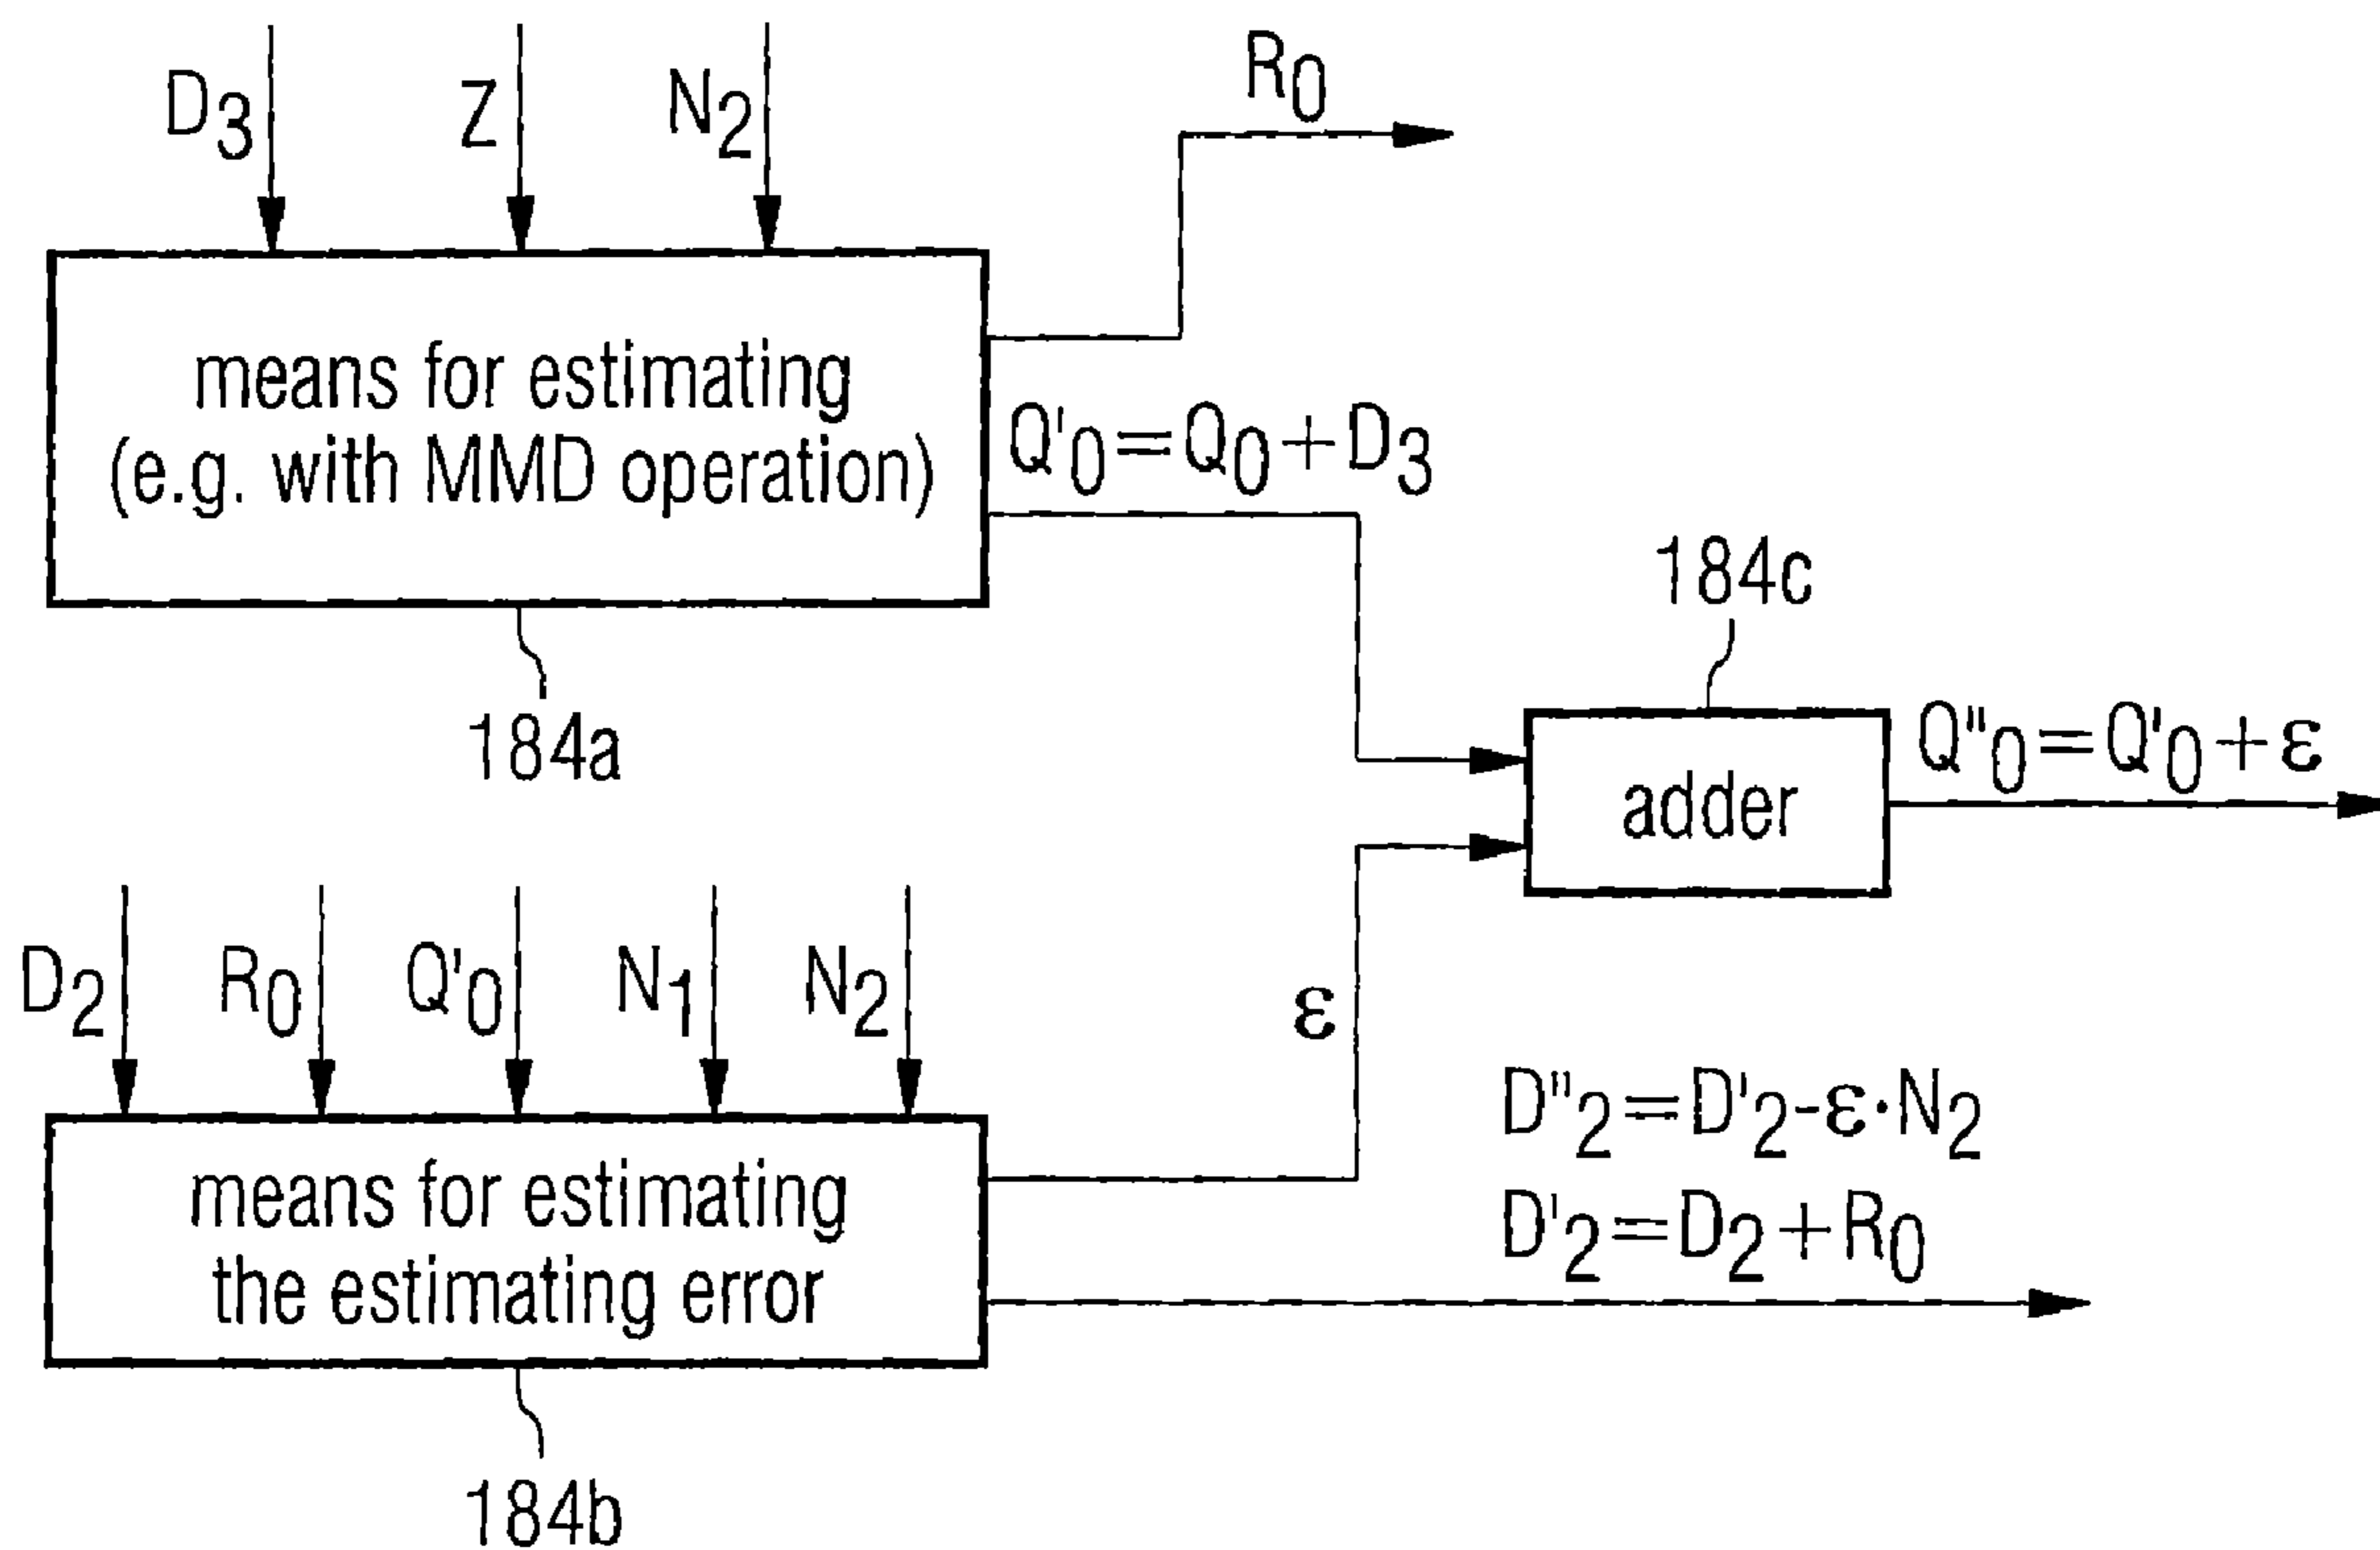 D₃ Z N₂
R₀
means for estimating
(e.g. with MMD operation)
Q'₀=Q₀+D₃
184a
184c
adder
Q"₀=Q'₀+ε
D₂ R₀ Q'₀ N₁ N₂
ε
means for estimating
the estimating error
D"₂=D'₂-ε·N₂
D'₂=D₂+R₀
184b